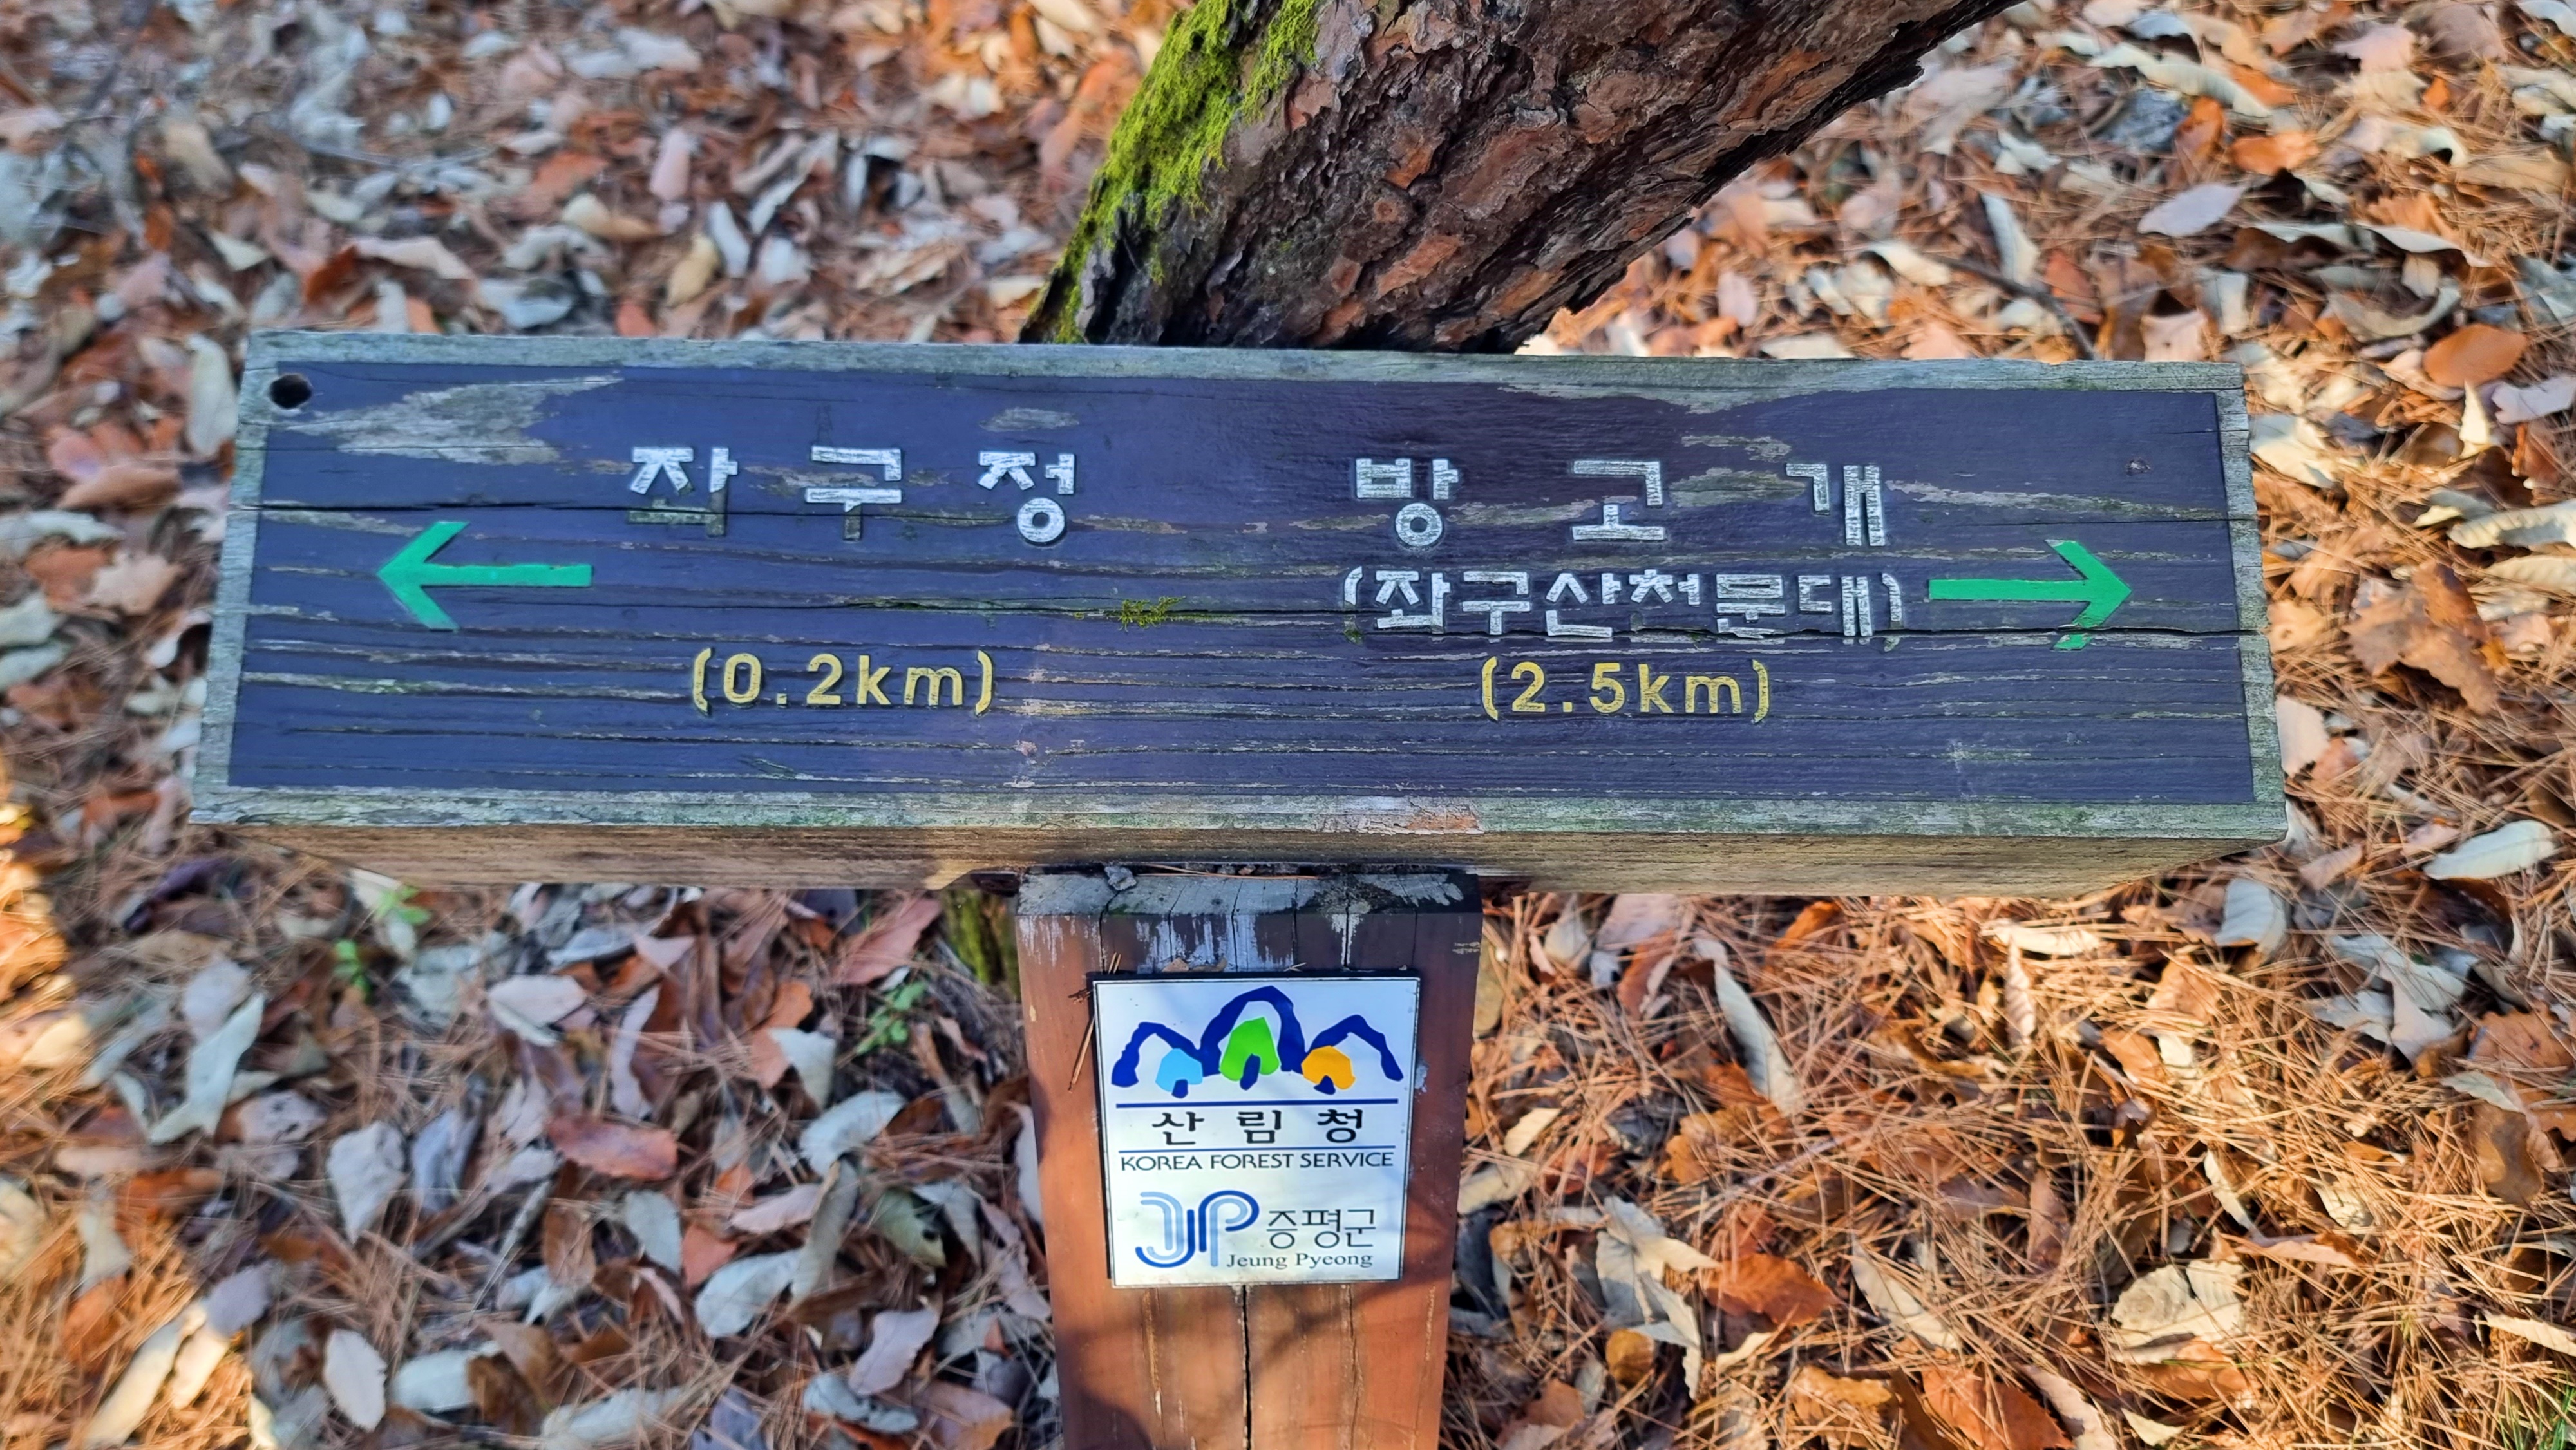 좌구정
(0.2km)
방고개
(좌구산천문대)
(2.5km)
산림청
KOREA FOREST SERVICE
JP 증평군
Jeung Pyeong